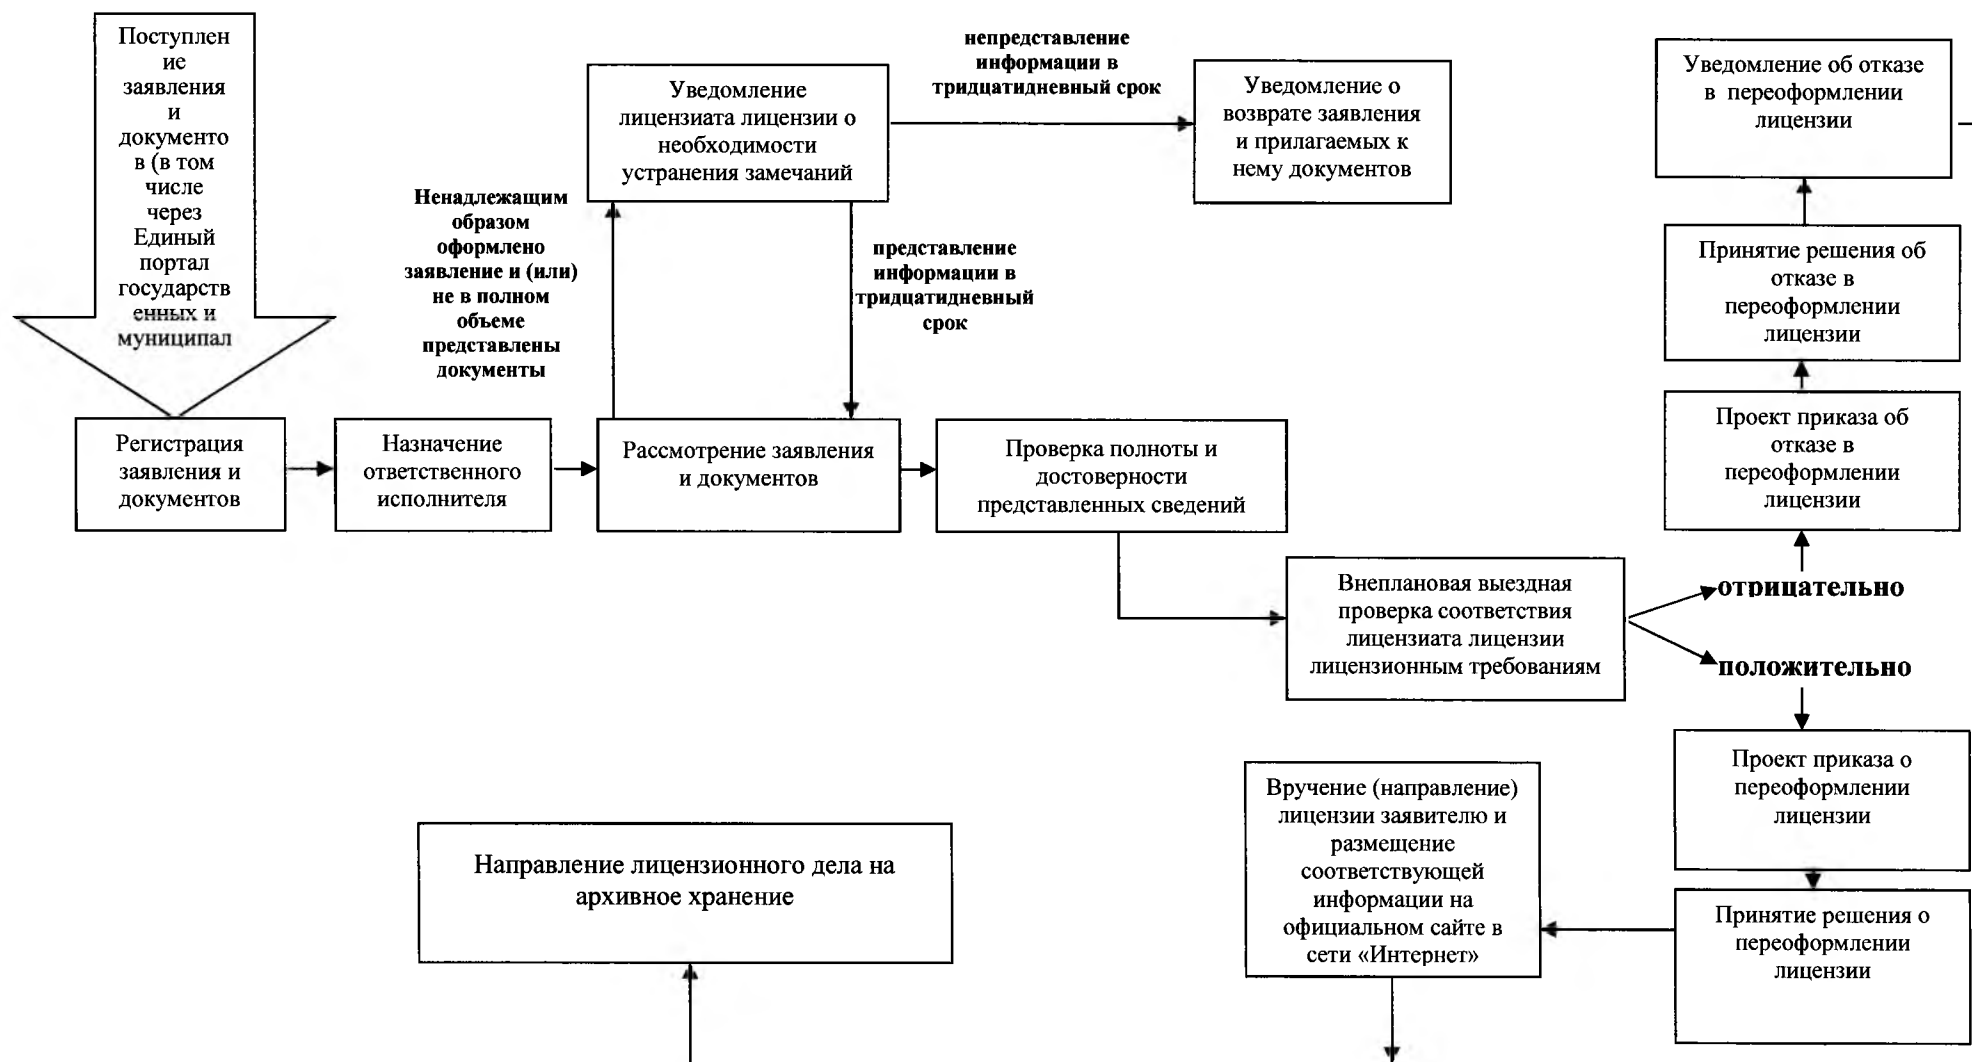 Поступлен
ие
заявления
и
документо
в (в том
числе
через
Единый
портал
государств
енных и
муниципал
Регистрация
заявления и
документов
Назначение
ответственного
исполнителя
Ненадлежащим
образом
оформлено
заявление и (или)
не в полном
объеме
представлены
документы
Уведомление
лицензиата лицензии о
необходимости
устранения замечаний
непредставление
информации в
тридцатидневный срок
Уведомление о
возврате заявления
и прилагаемых к
нему документов
представление
информации в
тридцатидневный
срок
Рассмотрение заявления
и документов
Проверка полноты и
достоверности
представленных сведений
Внеплановая выездная
проверка соответствия
лицензиата лицензии
лицензионным требованиям
отрицательно
Проект приказа об
отказе в
переоформлении
лицензии
Принятие решения об
отказе в
переоформлении
лицензии
Уведомление об отказе
в переоформлении
лицензии
положительно
Проект приказа о
переоформлении
лицензии
Принятие решения о
переоформлении
лицензии
Вручение (направление)
лицензии заявителю и
размещение
соответствующей
информации на
официальном сайте в
сети «Интернет»
Направление лицензионного дела на
архивное хранение